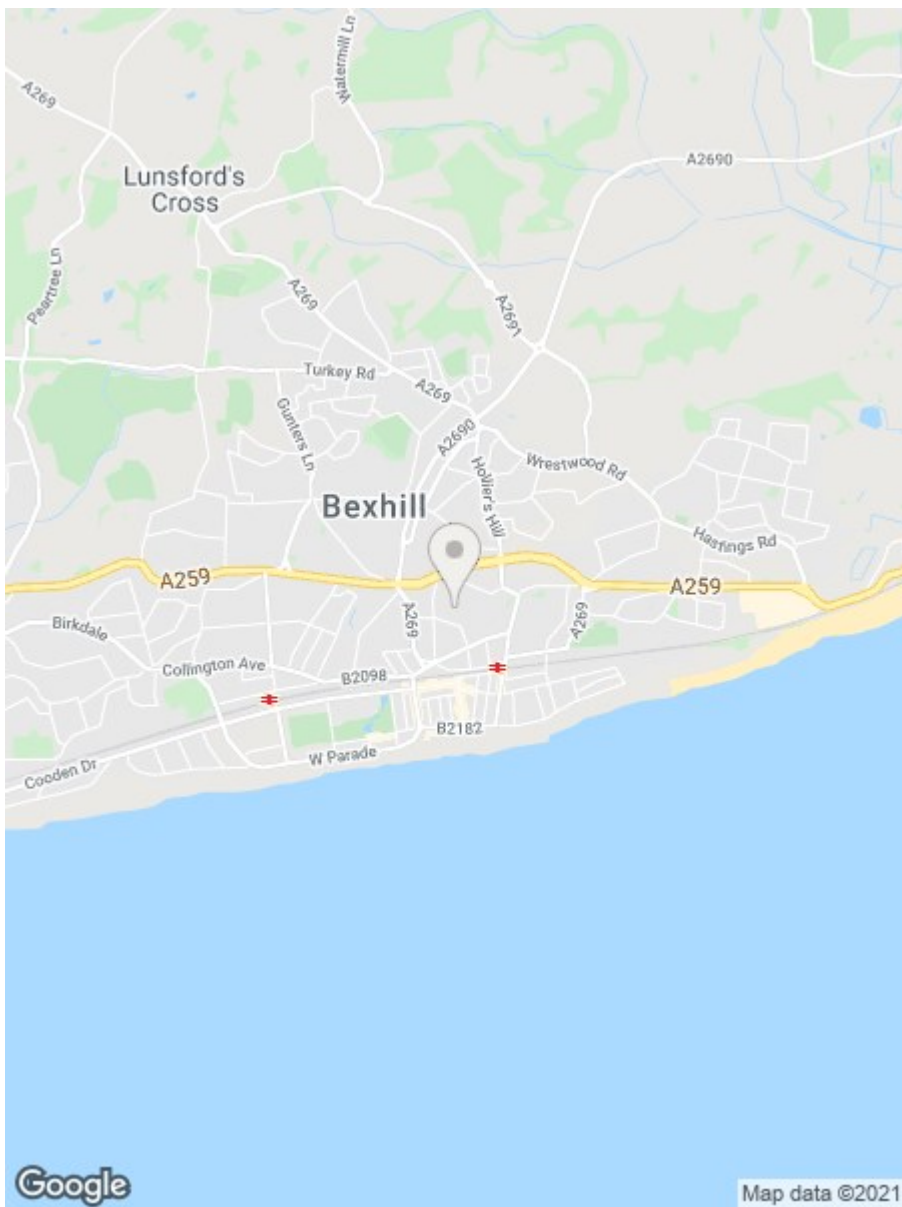 Watermill Ln
A269
A2690
Lunsford's
Cross
Peartree Ln
A269
A2691
Turkey Rd
A269
Gunters Ln
A2690
Hollier's Hill
Wrestwood Rd
Bexhill
Hastings Rd
A259
A259
A269
A269
Birkdale
Collington Ave
B2098
B2182
W Parade
Cooden Dr
Google
Map data ©2021